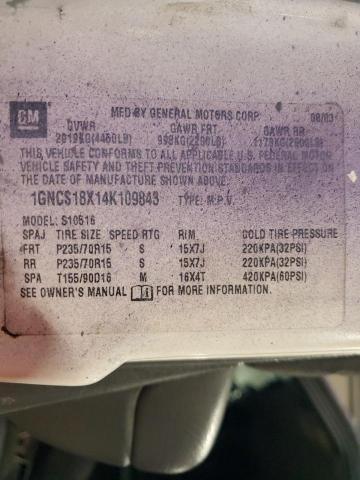 GM MFD BY GENERAL MOTORS CORP. 08/03
GVWR GAWR FRT GAWR RR
2019KG(4450LB) 998KG(2200LB) 1179KG(2600LB)
THIS VEHICLE CONFORMS TO ALL APPLICABLE U.S. FEDERAL MOTOR
VEHICLE SAFETY AND THEFT PREVENTION STANDARDS IN EFFECT ON THE
DATE OF MANUFACTURE SHOWN ABOVE.
1GNCS18X14K109843 TYPE: M.P.V.
MODEL: S10516
SPAJ TIRE SIZE SPEED RTG RIM COLD TIRE PRESSURE
FRT P235/70R15 S 15X7J 220KPA(32PSI)
RR P235/70R15 S 15X7J 220KPA(32PSI)
SPA T155/90D16 M 16X4T 420KPA(60PSI)
SEE OWNER'S MANUAL FOR MORE INFORMATION.